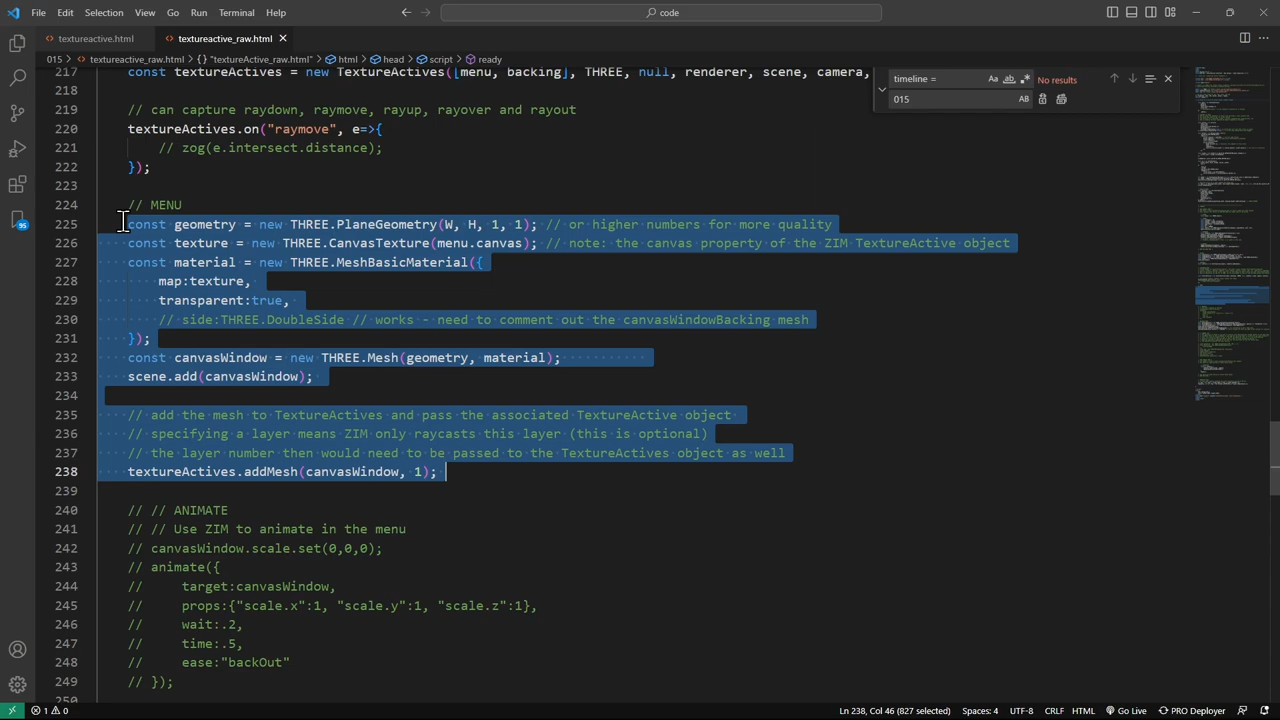 File Edit Selection View Go Run Terminal Help
code
textureactive.html
textureactive_raw.html
015 > textureactive_raw.html > "textureactive_raw.html" > html > head > script > ready
timeline =
No results
015
217 const textureActives = new TextureActives([menu, backing], THREE, null, renderer, scene, camera,
218
219 // can capture raydown, raymove, rayup, rayover and rayout
220 textureActives.on("raymove", e=>{
221 // zog(e.intersect.distance);
222 });
223
224 // MENU
225 const geometry = new THREE.PlaneGeometry(W, H, 1, 1); // or higher numbers for more quality
226 const texture = new THREE.CanvasTexture(menu.canvas); // note: the canvas property of the ZIM TextureActive object
227 const material = new THREE.MeshBasicMaterial({
228 map:texture,
229 transparent:true,
230 // side:THREE.DoubleSide // works - need to comment out the canvasWindowBacking mesh
231 });
232 const canvasWindow = new THREE.Mesh(geometry, material);
233 scene.add(canvasWindow);
234
235 // add the mesh to TextureActives and pass the associated TextureActive object
236 // specifying a layer means ZIM only raycasts this layer (this is optional)
237 // the layer number then would need to be passed to the TextureActives object as well
238 textureActives.addMesh(canvasWindow, 1);
239
240 // // ANIMATE
241 // // Use ZIM to animate in the menu
242 // canvasWindow.scale.set(0,0,0);
243 // animate({
244 // target:canvasWindow,
245 // props:{"scale.x":1, "scale.y":1, "scale.z":1},
246 // wait:.2,
247 // time:.5,
248 // ease:"backOut"
249 // });
250
95
1 0
Ln 238, Col 46 (827 selected) Spaces: 4 UTF-8 CRLF HTML Go Live PRO Deployer